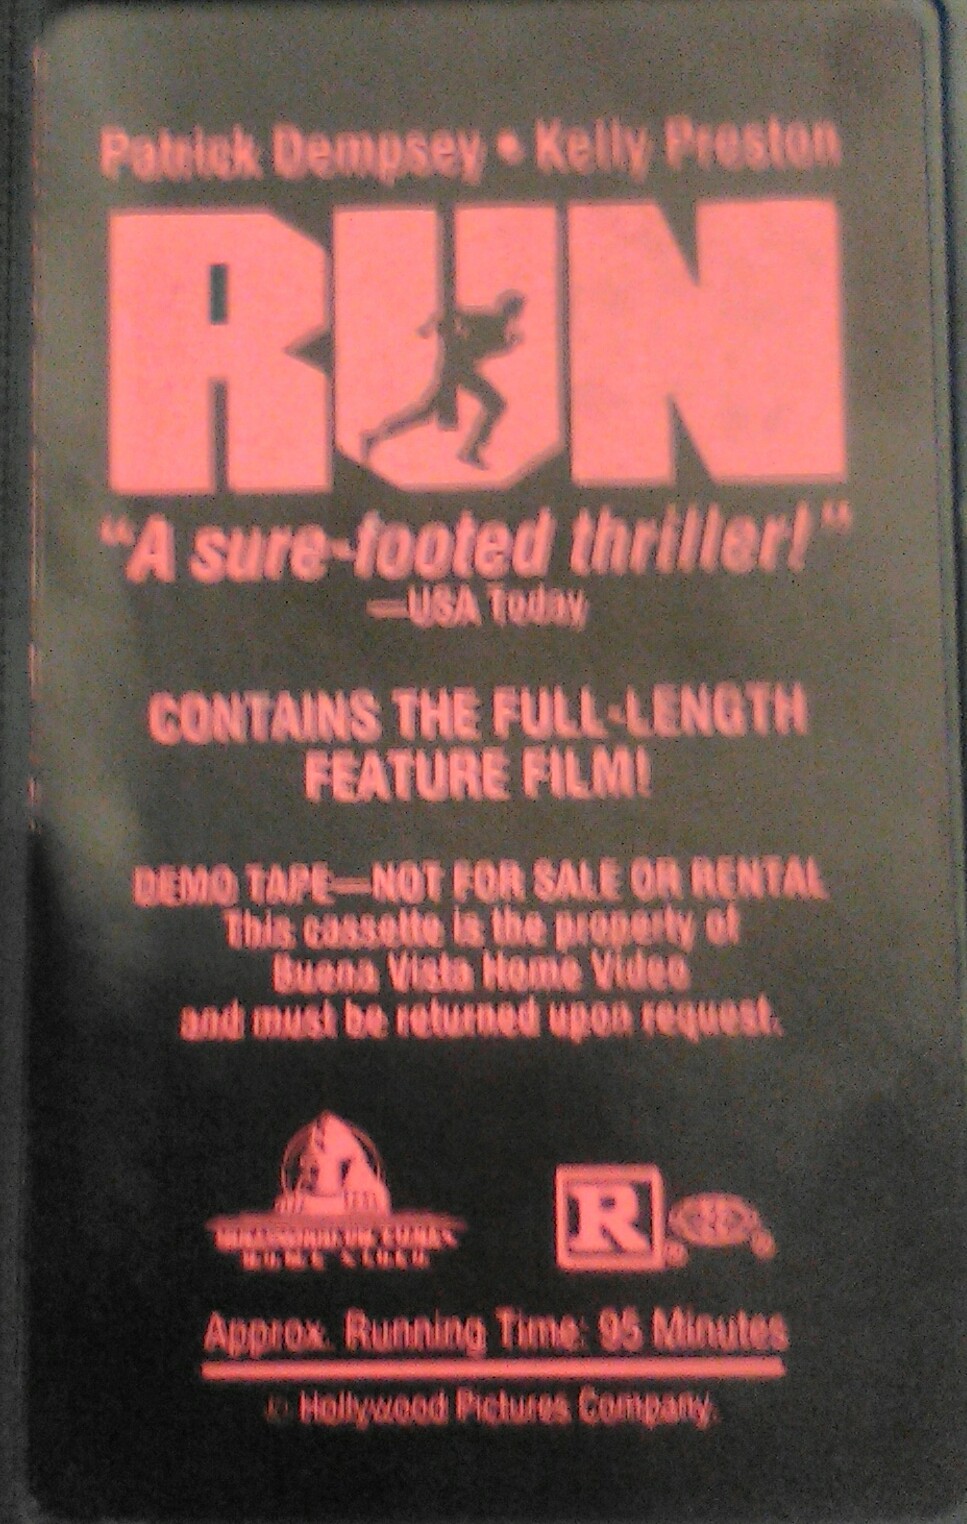 Patrick Dempsey • Kelly Preston
RUN
"A sure-footed thriller!"
—USA Today
CONTAINS THE FULL-LENGTH
FEATURE FILM!
DEMO TAPE—NOT FOR SALE OR RENTAL
This cassette is the property of
Buena Vista Home Video
and must be returned upon request.
HOME VIDEO
R
Approx. Running Time: 95 Minutes
© Hollywood Pictures Company.